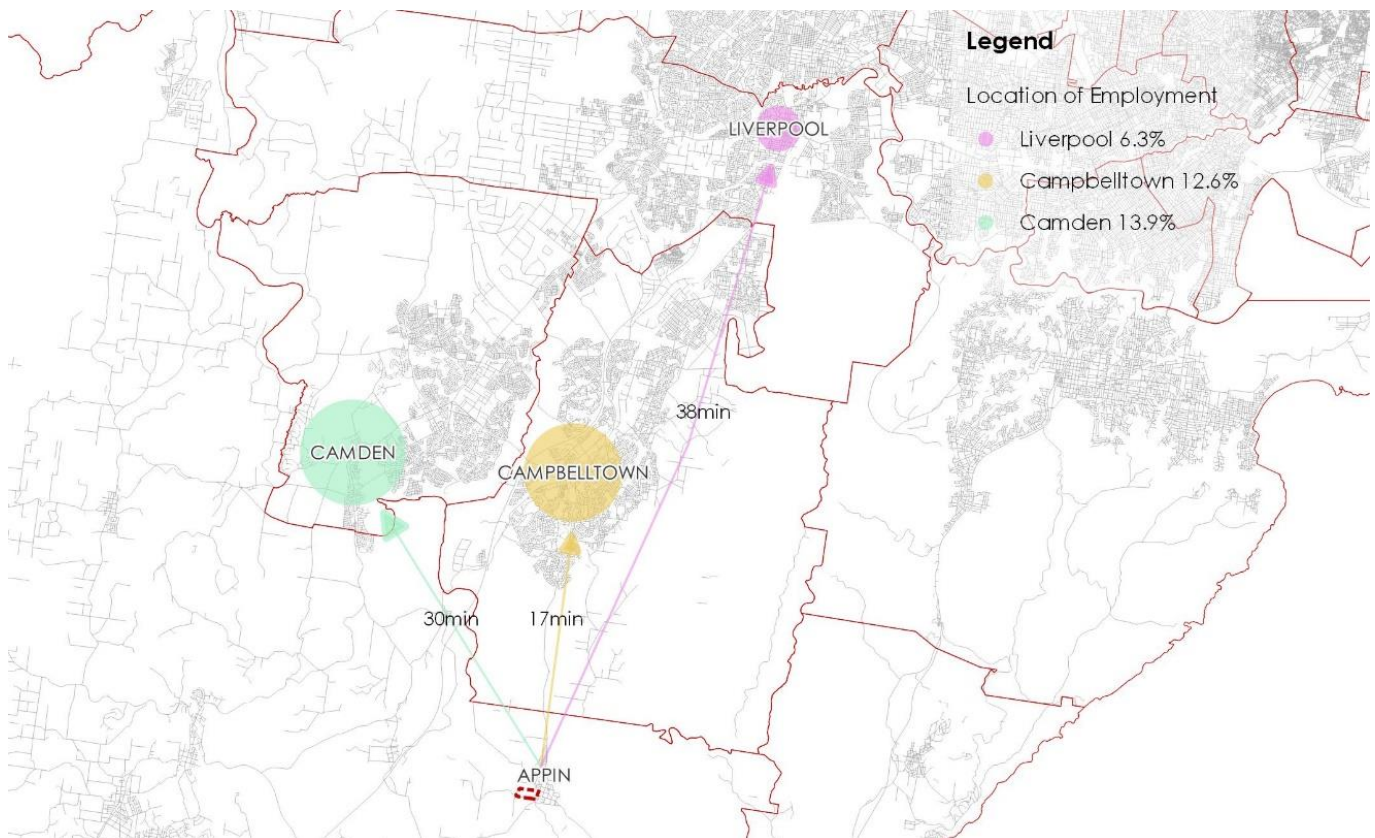 Legend
Location of Employment
Liverpool 6.3%
Campbelltown 12.6%
Camden 13.9%
LIVERPOOL
38min
CAMDEN
CAMPBELLTOWN
30min
17min
APPIN